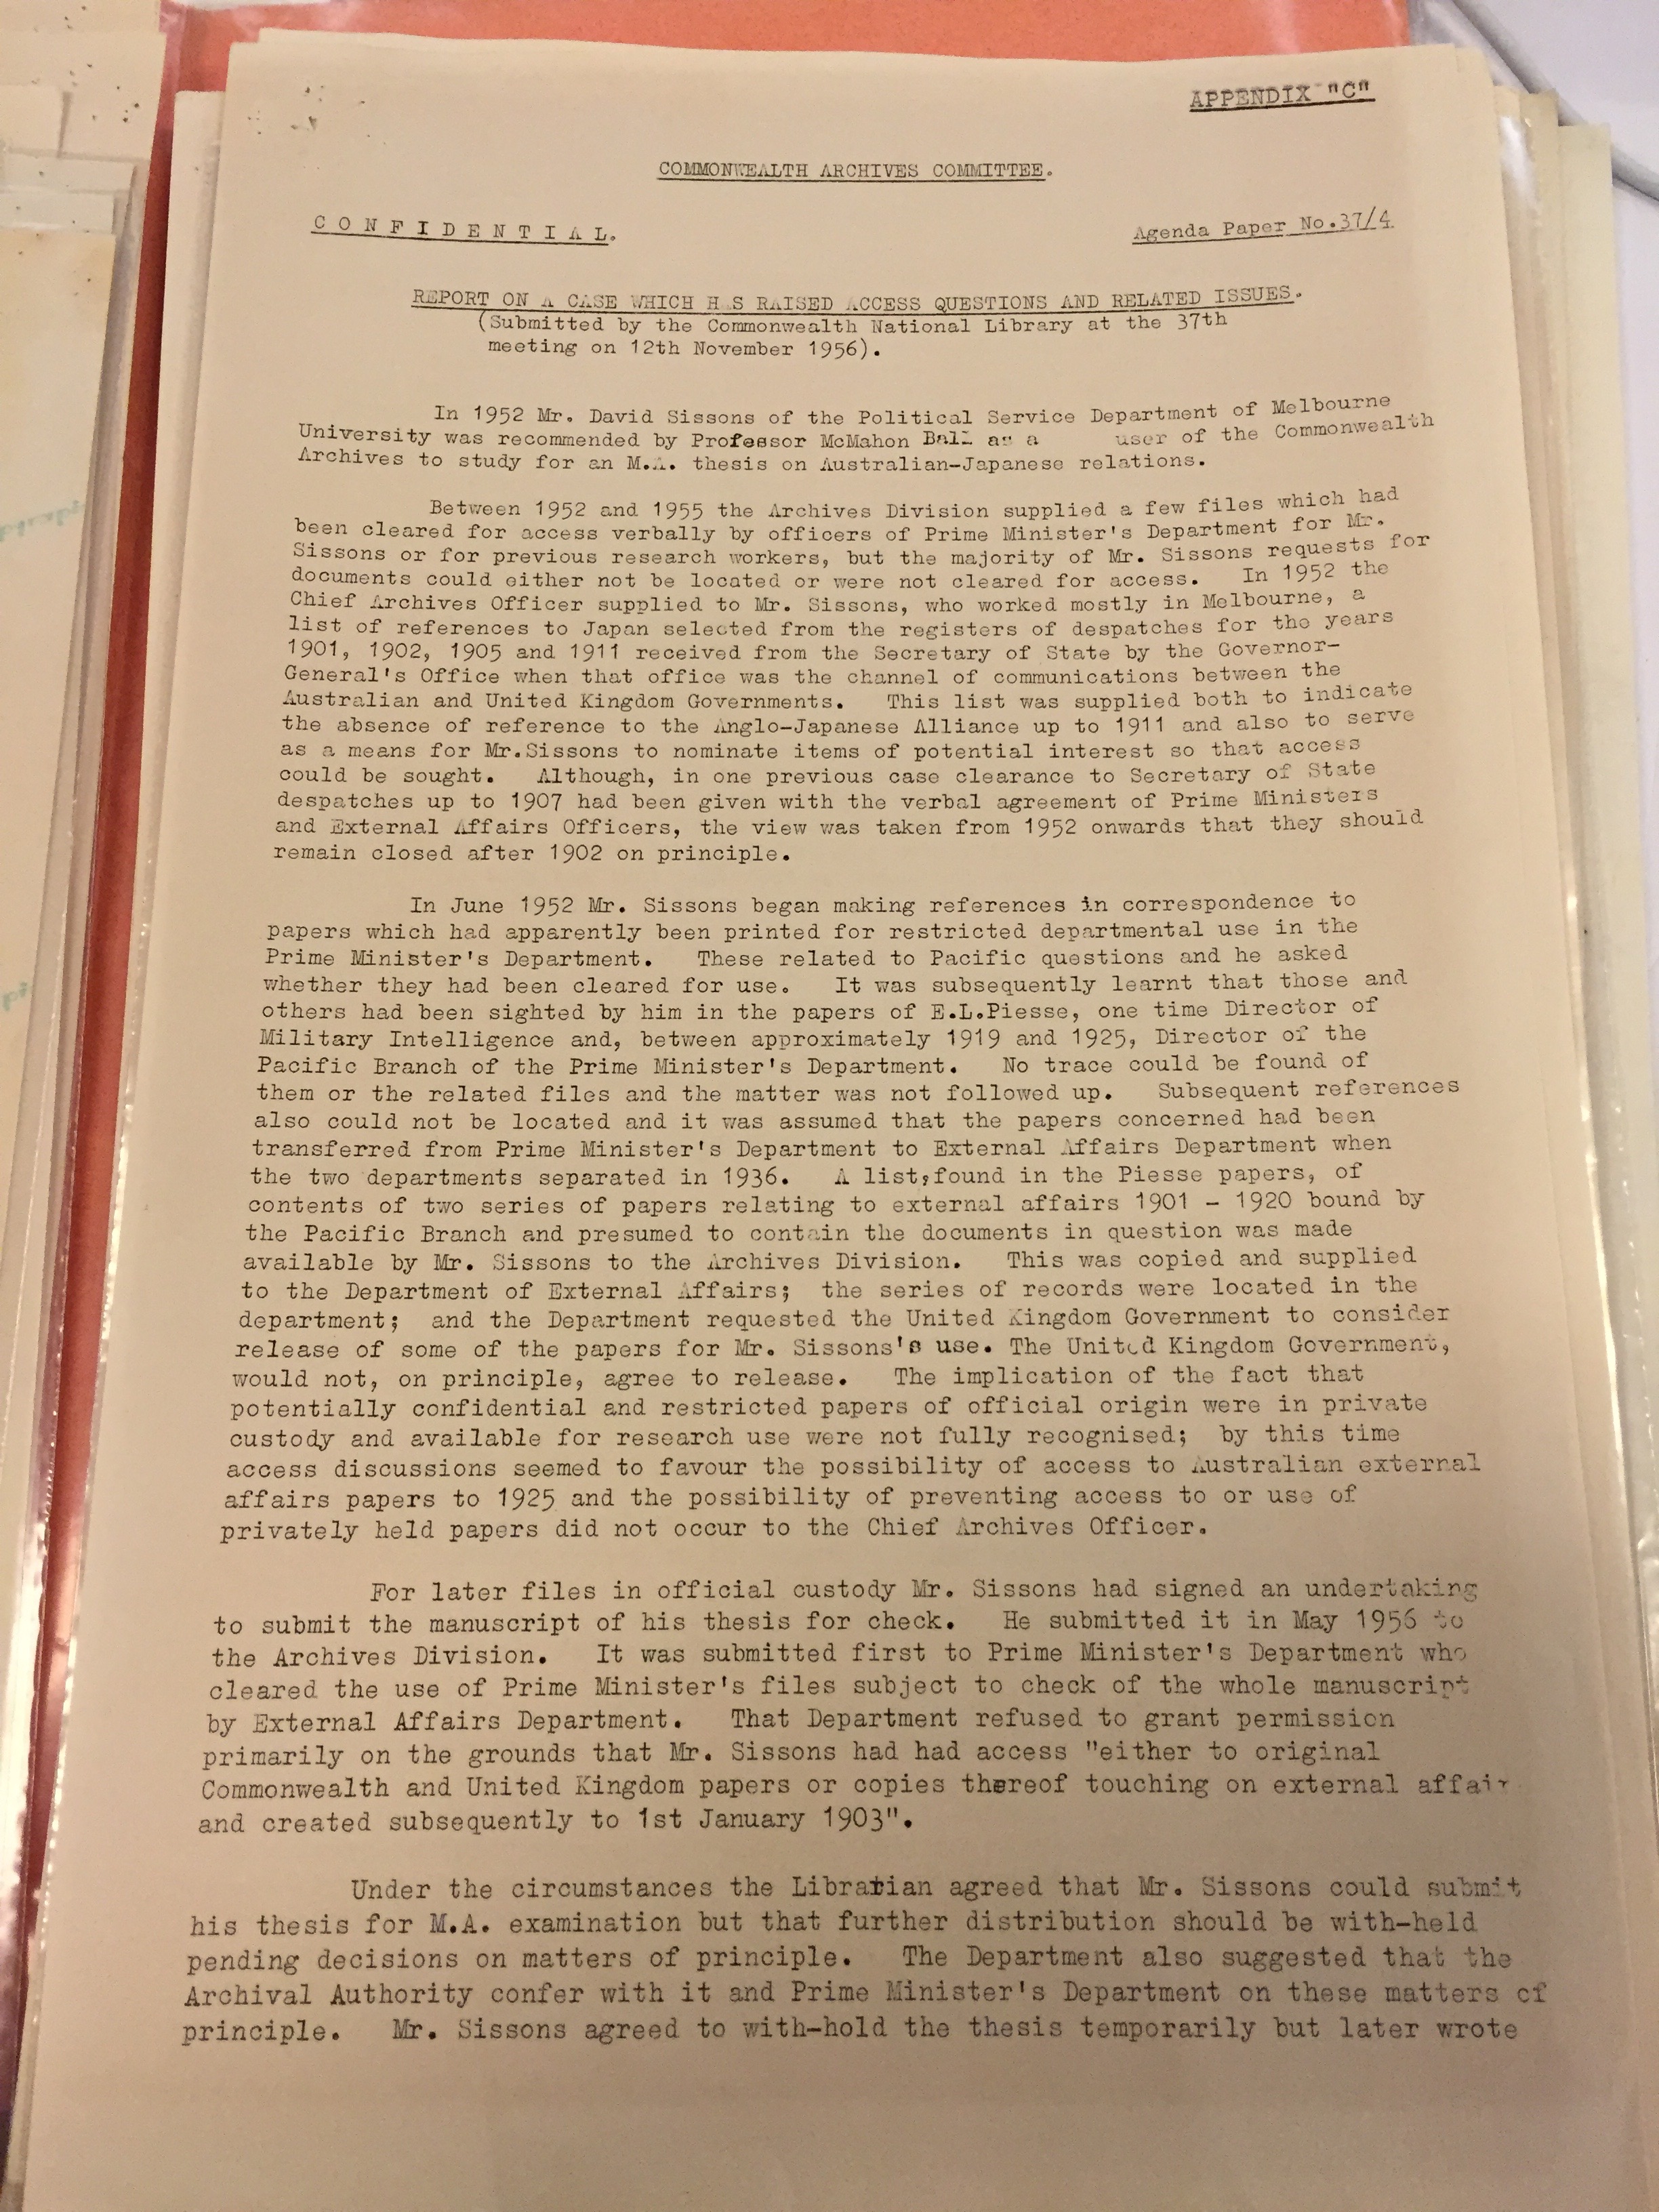 APPENDIX "C"
COMMONWEALTH ARCHIVES COMMITTEE.
CONFIDENTIAL.
Agenda Paper No.37/4
REPORT ON A CASE WHICH HAS RAISED ACCESS QUESTIONS AND RELATED ISSUES.
(Submitted by the Commonwealth National Library at the 37th
meeting on 12th November 1956).
In 1952 Mr. David Sissons of the Political Service Department of Melbourne
University was recommended by Professor McMahon Ball as a user of the Commonwealth
Archives to study for an M.A. thesis on Australian-Japanese relations.
Between 1952 and 1955 the Archives Division supplied a few files which had
been cleared for access verbally by officers of Prime Minister's Department for Mr.
Sissons or for previous research workers, but the majority of Mr. Sissons requests for
documents could either not be located or were not cleared for access. In 1952 the
Chief Archives Officer supplied to Mr. Sissons, who worked mostly in Melbourne, a
list of references to Japan selected from the registers of despatches for the years
1901, 1902, 1905 and 1911 received from the Secretary of State by the Governor-
General's Office when that office was the channel of communications between the
Australian and United Kingdom Governments. This list was supplied both to indicate
the absence of reference to the Anglo-Japanese Alliance up to 1911 and also to serve
as a means for Mr.Sissons to nominate items of potential interest so that access
could be sought. Although, in one previous case clearance to Secretary of State
despatches up to 1907 had been given with the verbal agreement of Prime Ministers
and External Affairs Officers, the view was taken from 1952 onwards that they should
remain closed after 1902 on principle.
In June 1952 Mr. Sissons began making references in correspondence to
papers which had apparently been printed for restricted departmental use in the
Prime Minister's Department. These related to Pacific questions and he asked
whether they had been cleared for use. It was subsequently learnt that those and
others had been sighted by him in the papers of E.L.Piesse, one time Director of
Military Intelligence and, between approximately 1919 and 1925, Director of the
Pacific Branch of the Prime Minister's Department. No trace could be found of
them or the related files and the matter was not followed up. Subsequent references
also could not be located and it was assumed that the papers concerned had been
transferred from Prime Minister's Department to External Affairs Department when
the two departments separated in 1936. A list,found in the Piesse papers, of
contents of two series of papers relating to external affairs 1901 - 1920 bound by
the Pacific Branch and presumed to contain the documents in question was made
available by Mr. Sissons to the Archives Division. This was copied and supplied
to the Department of External Affairs; the series of records were located in the
department; and the Department requested the United Kingdom Government to consider
release of some of the papers for Mr. Sissons's use. The United Kingdom Government,
would not, on principle, agree to release. The implication of the fact that
potentially confidential and restricted papers of official origin were in private
custody and available for research use were not fully recognised; by this time
access discussions seemed to favour the possibility of access to Australian external
affairs papers to 1925 and the possibility of preventing access to or use of
privately held papers did not occur to the Chief Archives Officer.
For later files in official custody Mr. Sissons had signed an undertaking
to submit the manuscript of his thesis for check. He submitted it in May 1956 to
the Archives Division. It was submitted first to Prime Minister's Department who
cleared the use of Prime Minister's files subject to check of the whole manuscript
by External Affairs Department. That Department refused to grant permission
primarily on the grounds that Mr. Sissons had had access "either to original
Commonwealth and United Kingdom papers or copies thereof touching on external affair
and created subsequently to 1st January 1903".
Under the circumstances the Librarian agreed that Mr. Sissons could submit
his thesis for M.A. examination but that further distribution should be with-held
pending decisions on matters of principle. The Department also suggested that the
Archival Authority confer with it and Prime Minister's Department on these matters of
principle. Mr. Sissons agreed to with-hold the thesis temporarily but later wrote